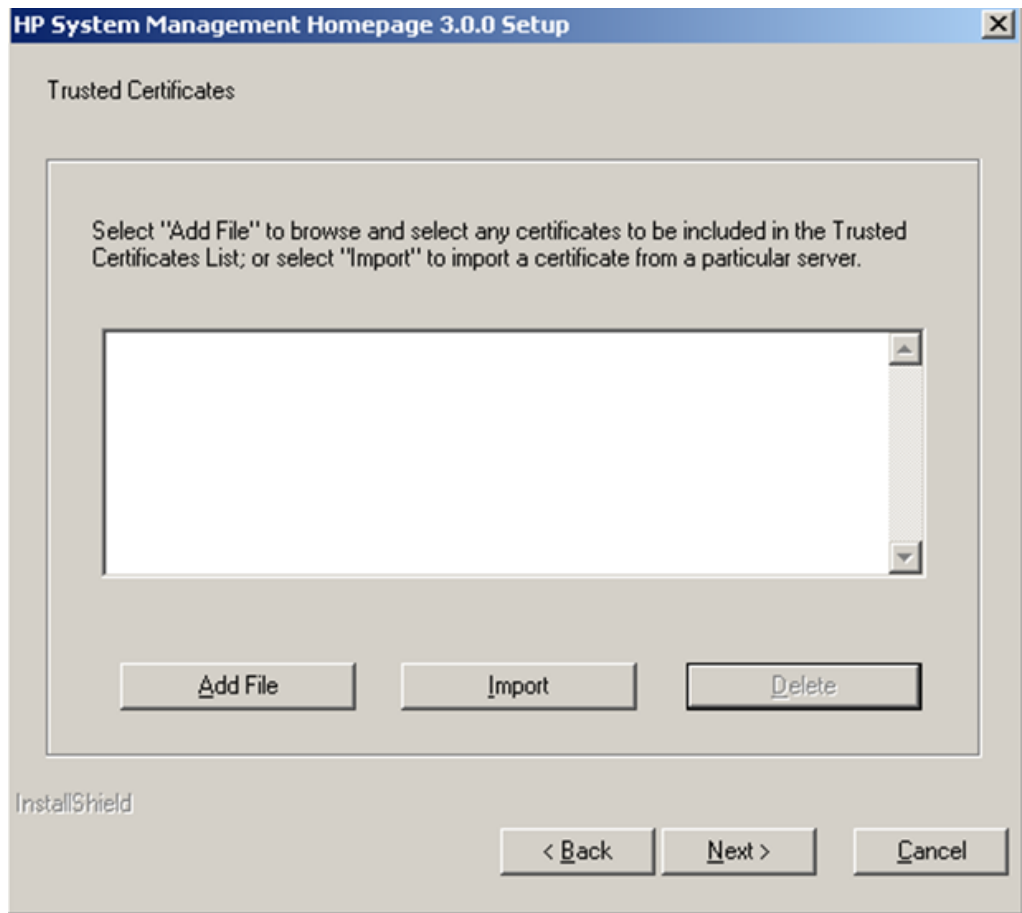 HP System Management Homepage 3.0.0 Setup
Trusted Certificates
Select "Add File" to browse and select any certificates to be included in the Trusted
Certificates List; or select "Import" to import a certificate from a particular server.
Add File
Import
Delete
InstallShield
< Back
Next >
Cancel